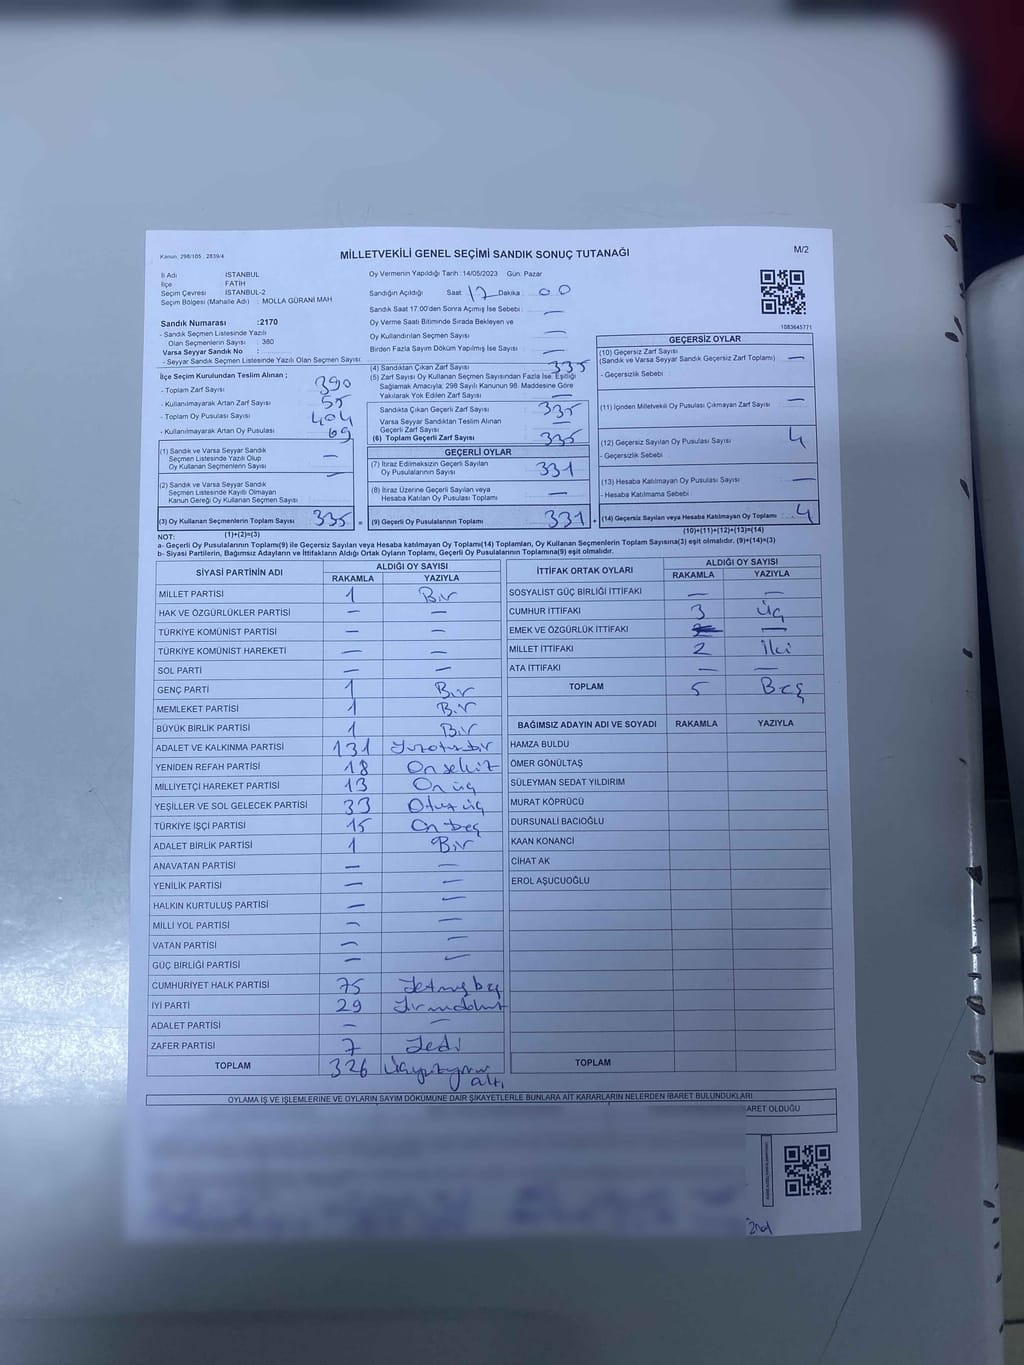 Kanun: 298/105 : 2839/4
MİLLETVEKİLİ GENEL SEÇİMİ SANDIK SONUÇ TUTANAĞI
M/2
İl Adı : İSTANBUL
İlçe : FATİH
Seçim Çevresi : İSTANBUL-2
Seçim Bölgesi (Mahalle Adı) : MOLLA GÜRANİ MAH
Sandık Numarası :2170
- Sandık Seçmen Listesinde Yazılı
Olan Seçmenlerin Sayısı : 380
Varsa Seyyar Sandık No :
- Seyyar Sandık Seçmen Listesinde Yazılı Olan Seçmen Sayısı:
Oy Vermenin Yapıldığı Tarih : 14/05/2023 Gün: Pazar
Sandığın Açıldığı : Saat 17 Dakika : 00
Sandık Saat 17.00'den Sonra Açımış İse Sebebi : —
Oy Verme Saati Bitiminde Sırada Bekleyen ve
Oy Kullandırılan Seçmen Sayısı —
Birden Fazla Sayım Döküm Yapılmış İse Sayısı —
1083645771
İlçe Seçim Kurulundan Teslim Alınan ;
- Toplam Zarf Sayısı 390
- Kullanılmayarak Artan Zarf Sayısı 55
- Toplam Oy Pusulası Sayısı 404
- Kullanılmayarak Artan Oy Pusulası 69
(1) Sandık ve Varsa Seyyar Sandık
Seçmen Listesinde Yazılı Olup
Oy Kullanan Seçmenlerin Sayısı —
(2) Sandık ve Varsa Seyyar Sandık
Seçmen Listesinde Kayıtlı Olmayan
Kanun Gereği Oy Kullanan Seçmen Sayısı —
(3) Oy Kullanan Seçmenlerin Toplam Sayısı 335 =
(1)+(2)=(3)
(4) Sandıktan Çıkan Zarf Sayısı 335
(5) Zarf Sayısı Oy Kullanan Seçmen Sayısından Fazla İse, Eşitliği
Sağlamak Amacıyla; 298 Sayılı Kanunun 98. Maddesine Göre
Yakılarak Yok Edilen Zarf Sayısı —
Sandıkta Çıkan Geçerli Zarf Sayısı 335
Varsa Seyyar Sandıktan Teslim Alınan
Geçerli Zarf Sayısı —
(6) Toplam Geçerli Zarf Sayısı 335
GEÇERLİ OYLAR
(7) İtiraz Edilmeksizin Geçerli Sayılan
Oy Pusulalarının Sayısı 331
(8) İtiraz Üzerine Geçerli Sayılan veya
Hesaba Katılan Oy Pusulası Toplamı —
(9) Geçerli Oy Pusulalarının Toplamı 331 +
GEÇERSİZ OYLAR
(10) Geçersiz Zarf Sayısı
(Sandık ve Varsa Seyyar Sandık Geçersiz Zarf Toplamı) —
- Geçersizlik Sebebi :
(11) İçinden Milletvekili Oy Pusulası Çıkmayan Zarf Sayısı —
(12) Geçersiz Sayılan Oy Pusulası Sayısı 4
- Geçersizlik Sebebi :
(13) Hesaba Katılmayan Oy Pusulası Sayısı —
- Hesaba Katılmama Sebebi :
(14) Geçersiz Sayılan veya Hesaba Katılmayan Oy Toplamı 4
(10)+(11)+(12)+(13)=(14)
NOT:
a- Geçerli Oy Pusulalarının Toplamı(9) ile Geçersiz Sayılan veya Hesaba katılmayan Oy Toplamı(14) Toplamları, Oy Kullanan Seçmenlerin Toplam Sayısına(3) eşit olmalıdır. (9)+(14)=(3)
b- Siyasi Partilerin, Bağımsız Adayların ve İttifakların Aldığı Ortak Oyların Toplamı, Geçerli Oy Pusulalarının Toplamına(9) eşit olmalıdır.
SİYASİ PARTİNİN ADI ALDIĞI OY SAYISI
RAKAMLA YAZIYLA
MİLLET PARTİSİ 1 Bir
HAK VE ÖZGÜRLÜKLER PARTİSİ — —
TÜRKİYE KOMÜNİST PARTİSİ — —
TÜRKİYE KOMÜNİST HAREKETİ — —
SOL PARTİ — —
GENÇ PARTİ 1 Bir
MEMLEKET PARTİSİ 1 Bir
BÜYÜK BİRLİK PARTİSİ 1 Bir
ADALET VE KALKINMA PARTİSİ 131 Yüzotuzbir
YENİDEN REFAH PARTİSİ 18 On sekiz
MİLLİYETÇİ HAREKET PARTİSİ 13 On üç
YEŞİLLER VE SOL GELECEK PARTİSİ 33 Otuz üç
TÜRKİYE İŞÇİ PARTİSİ 15 On beş
ADALET BİRLİK PARTİSİ 1 Bir
ANAVATAN PARTİSİ — —
YENİLİK PARTİSİ — —
HALKIN KURTULUŞ PARTİSİ — —
MİLLİ YOL PARTİSİ — —
VATAN PARTİSİ — —
GÜÇ BİRLİĞİ PARTİSİ — —
CUMHURİYET HALK PARTİSİ 75 Yetmiş beş
İYİ PARTİ 29 Yirmidokuz
ADALET PARTİSİ — —
ZAFER PARTİSİ 7 Yedi
TOPLAM 326 Üçyüzyirmi
altı
İTTİFAK ORTAK OYLARI ALDIĞI OY SAYISI
RAKAMLA YAZIYLA
SOSYALİST GÜÇ BİRLİĞİ İTTİFAKI — —
CUMHUR İTTİFAKI 3 Üç
EMEK VE ÖZGÜRLÜK İTTİFAKI —
MİLLET İTTİFAKI 2 İki
ATA İTTİFAKI — —
TOPLAM 5 Beş
BAĞIMSIZ ADAYIN ADI VE SOYADI RAKAMLA YAZIYLA
HAMZA BULDU
ÖMER GÖNÜLTAŞ
SÜLEYMAN SEDAT YILDIRIM
MURAT KÖPRÜCÜ
DURSUNALİ BACIOĞLU
KAAN KONANCİ
CİHAT AK
EROL AŞUCUOĞLU
TOPLAM
OYLAMA İŞ VE İŞLEMLERİNE VE OYLARIN SAYIM DÖKÜMÜNE DAİR ŞİKAYETLERLE BUNLARA AİT KARARLARIN NELERDEN İBARET BULUNDUKLARI
BARET OLDUĞU